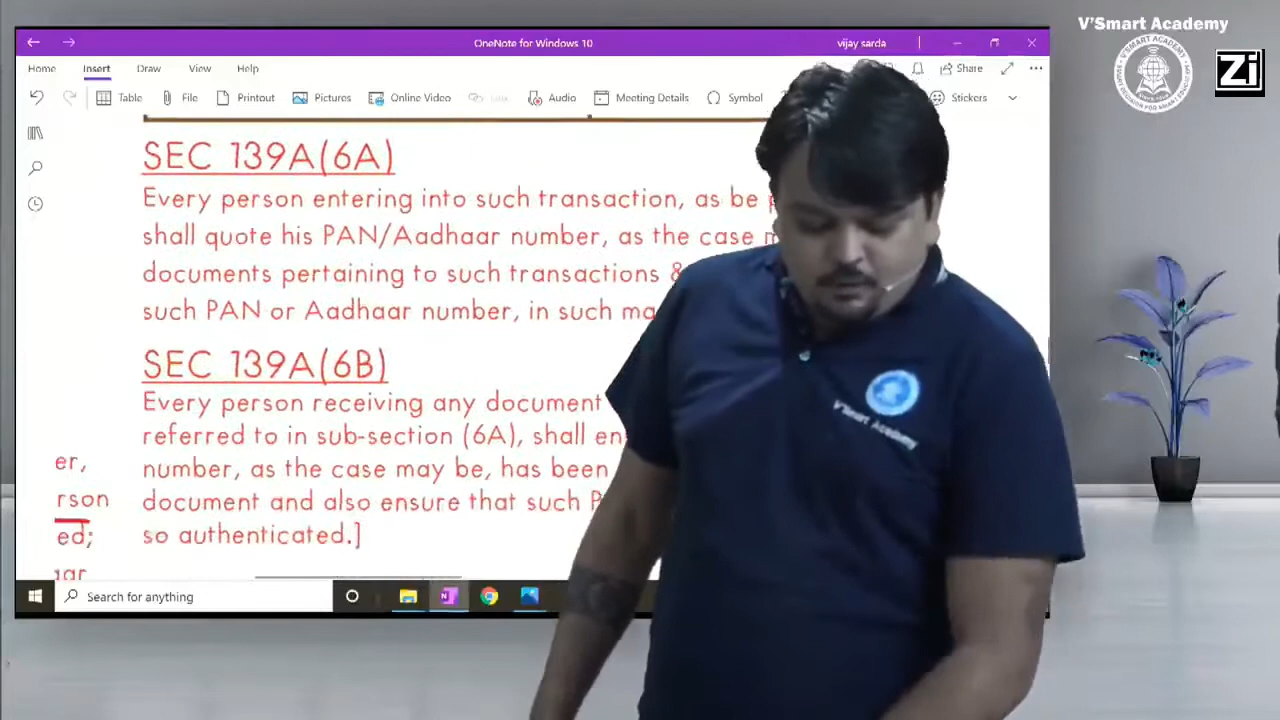 V'Smart Academy
Zi
OneNote for Windows 10
vijay sarda
Home Insert Draw View Help
Share
Table File Printout Pictures Online Video Link Audio Meeting Details Symbol Stickers
SEC 139A(6A)
Every person entering into such transaction, as be
shall quote his PAN/Aadhaar number, as the case
documents pertaining to such transactions &
such PAN or Aadhaar number, in such
SEC 139A(6B)
Every person receiving any document
referred to in sub-section (6A), shall
number, as the case may be, has been
document and also ensure that such
so authenticated.]
er,
rson
ed;
Search for anything
V'Smart Academy